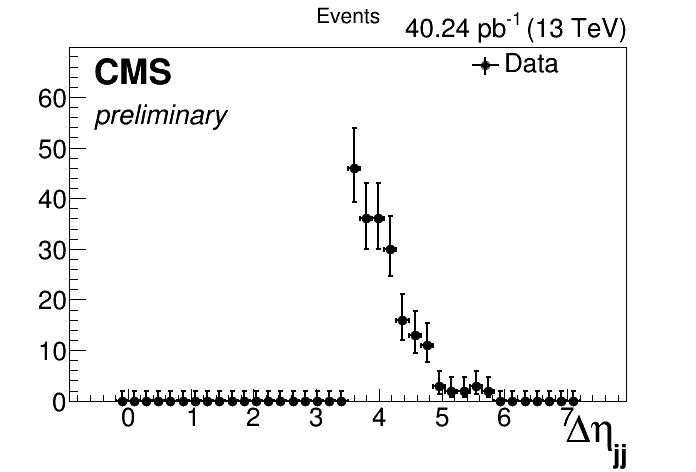 Events
40.24 pb-1 (13 TeV)
CMS
preliminary
Data
60
50
40
30
20
10
0
0 1 2 3 4 5 6 7
Δηjj